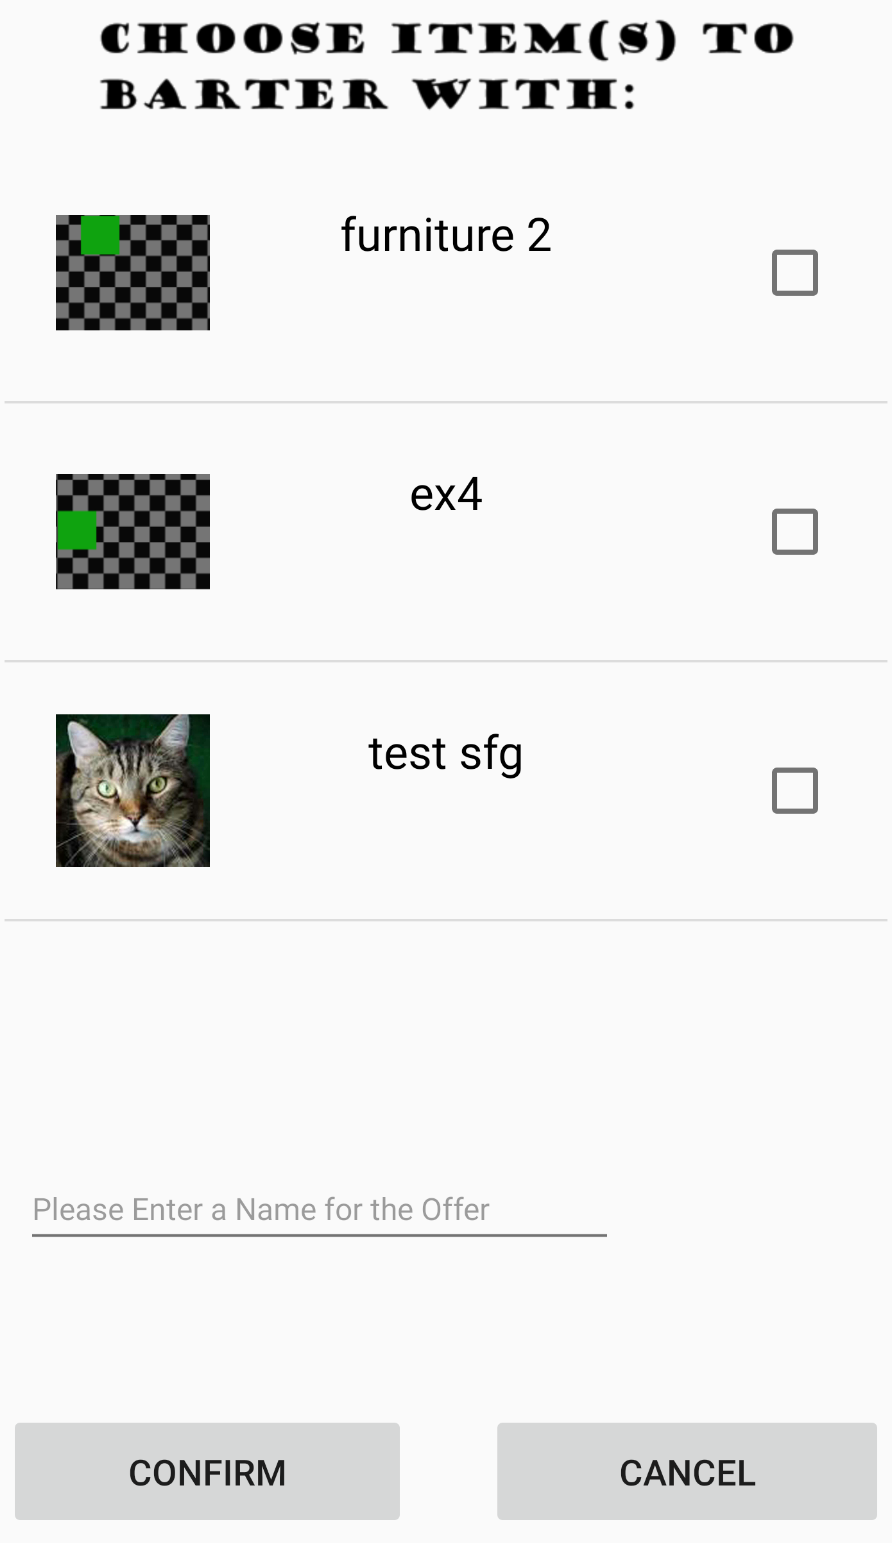 CHOOSE ITEM(S) TO
BARTER WITH:
furniture 2
ex4
test sfg
Please Enter a Name for the Offer
CONFIRM
CANCEL